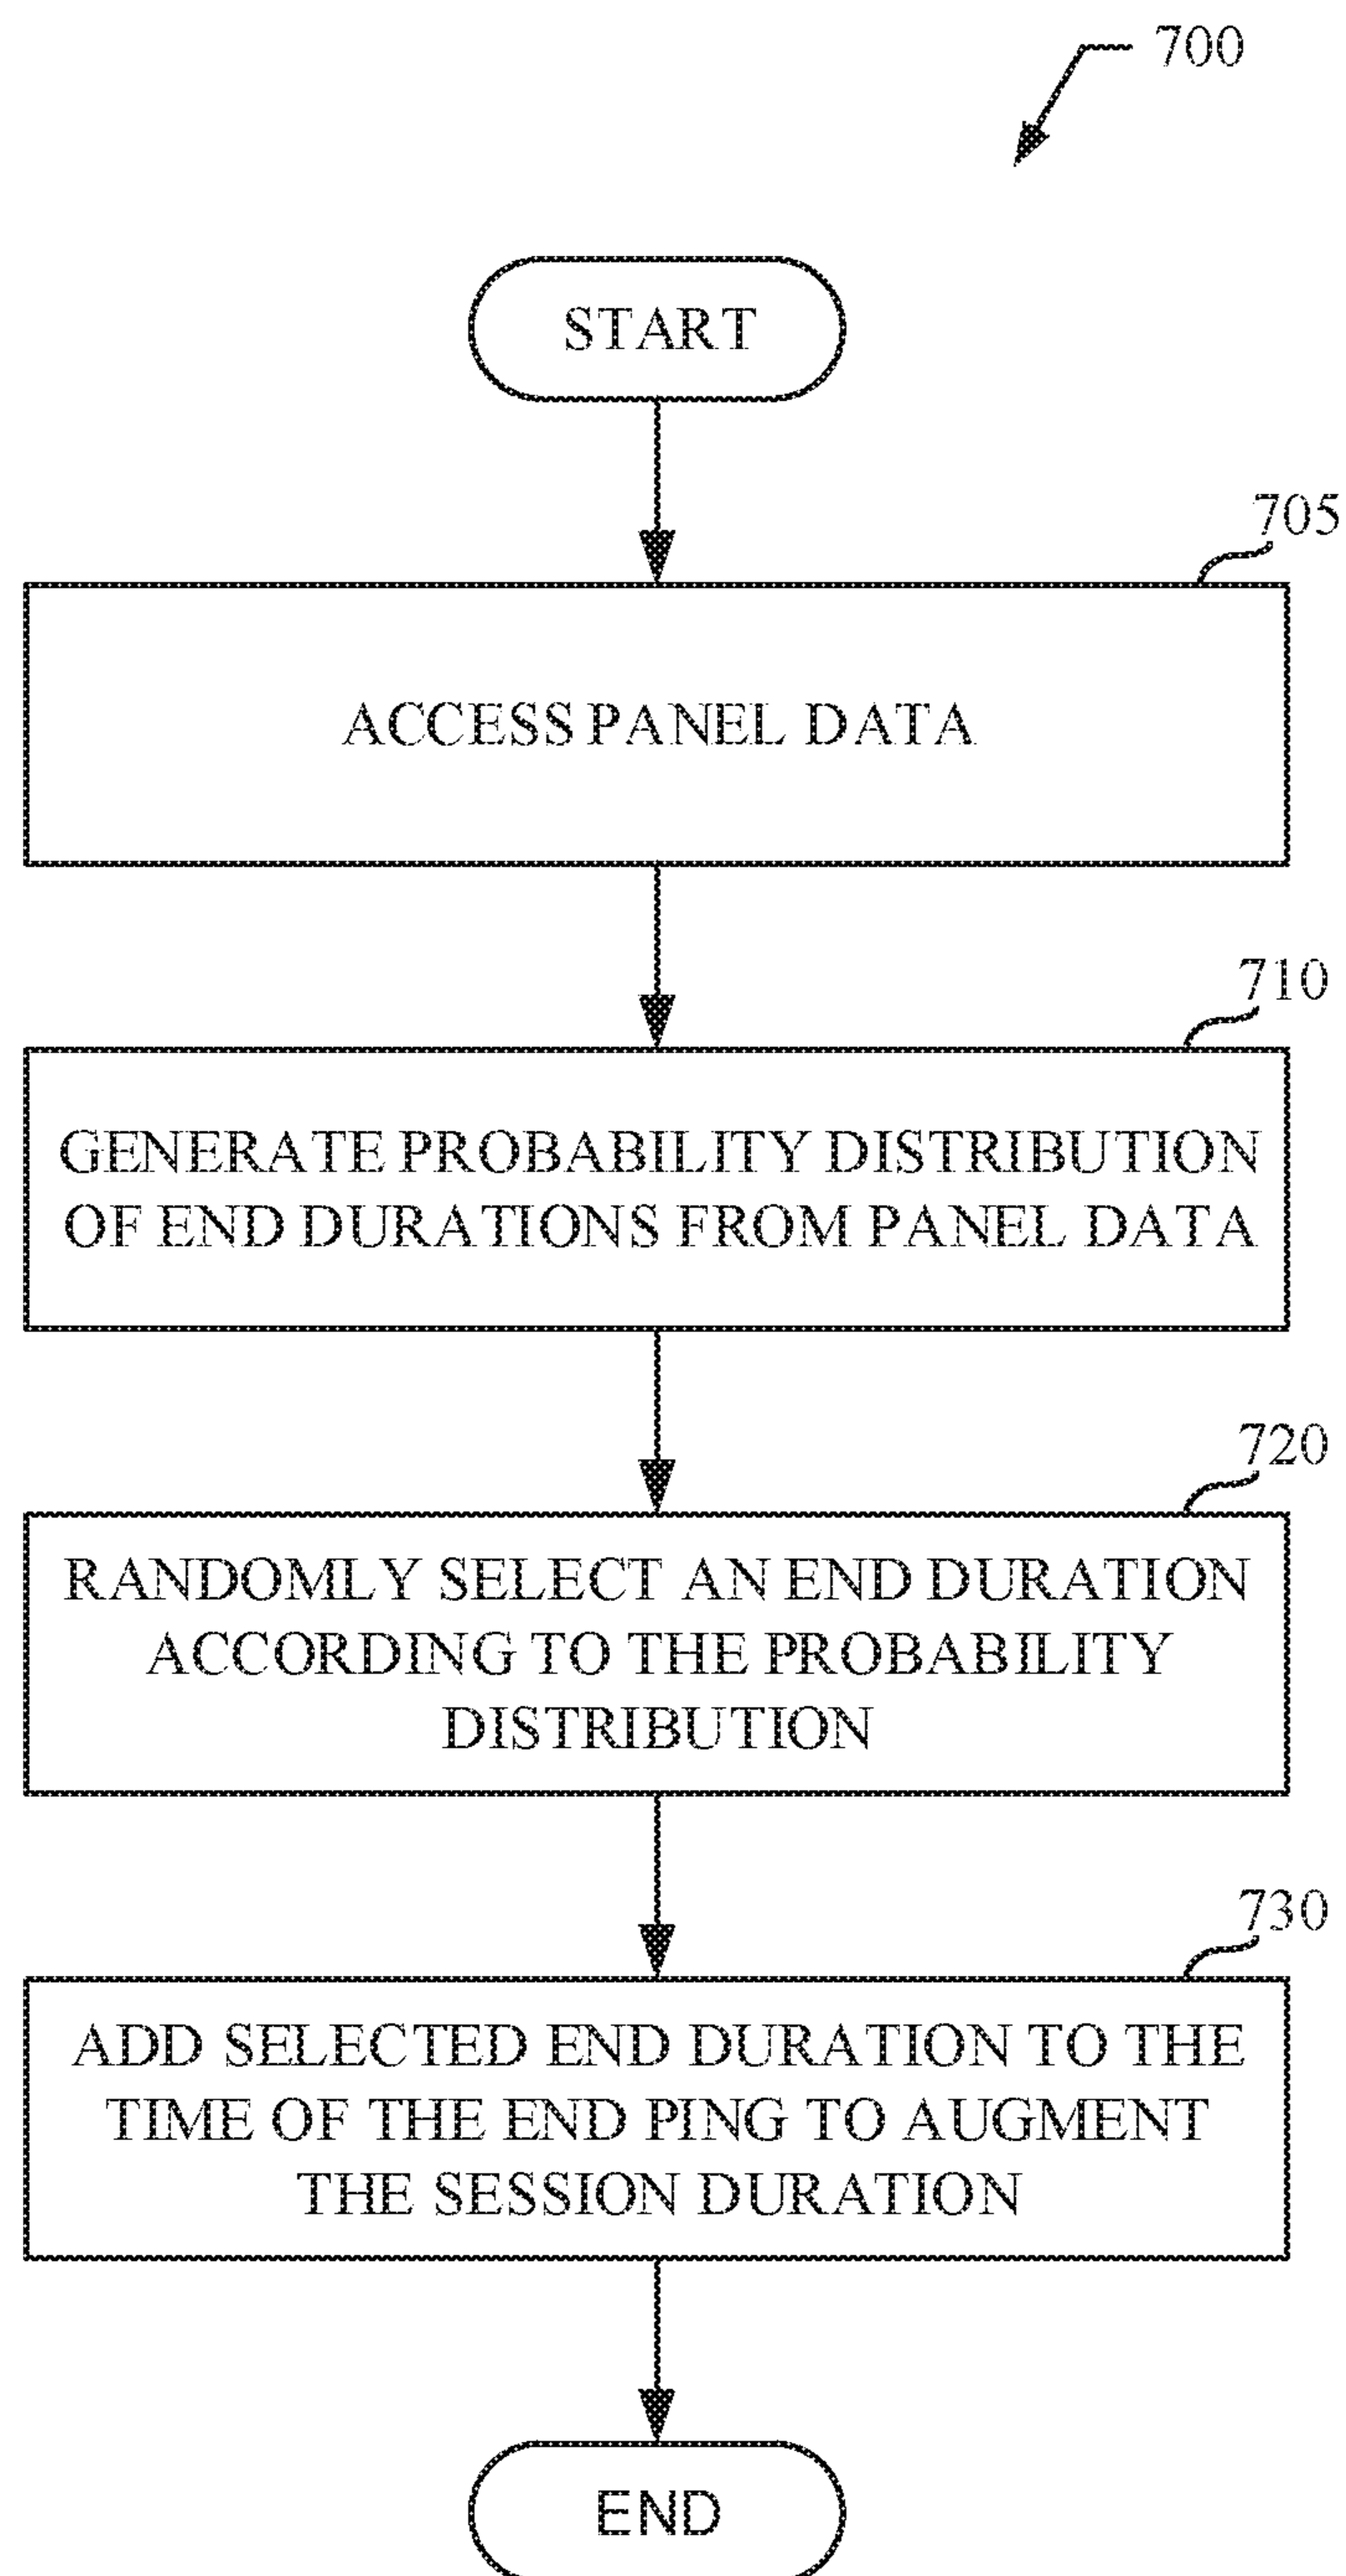 700
START
705
ACCESS PANEL DATA
710
GENERATE PROBABILITY DISTRIBUTION
OF END DURATIONS FROM PANEL DATA
720
RANDOMLY SELECT AN END DURATION
ACCORDING TO THE PROBABILITY
DISTRIBUTION
730
ADD SELECTED END DURATION TO THE
TIME OF THE END PING TO AUGMENT
THE SESSION DURATION
END